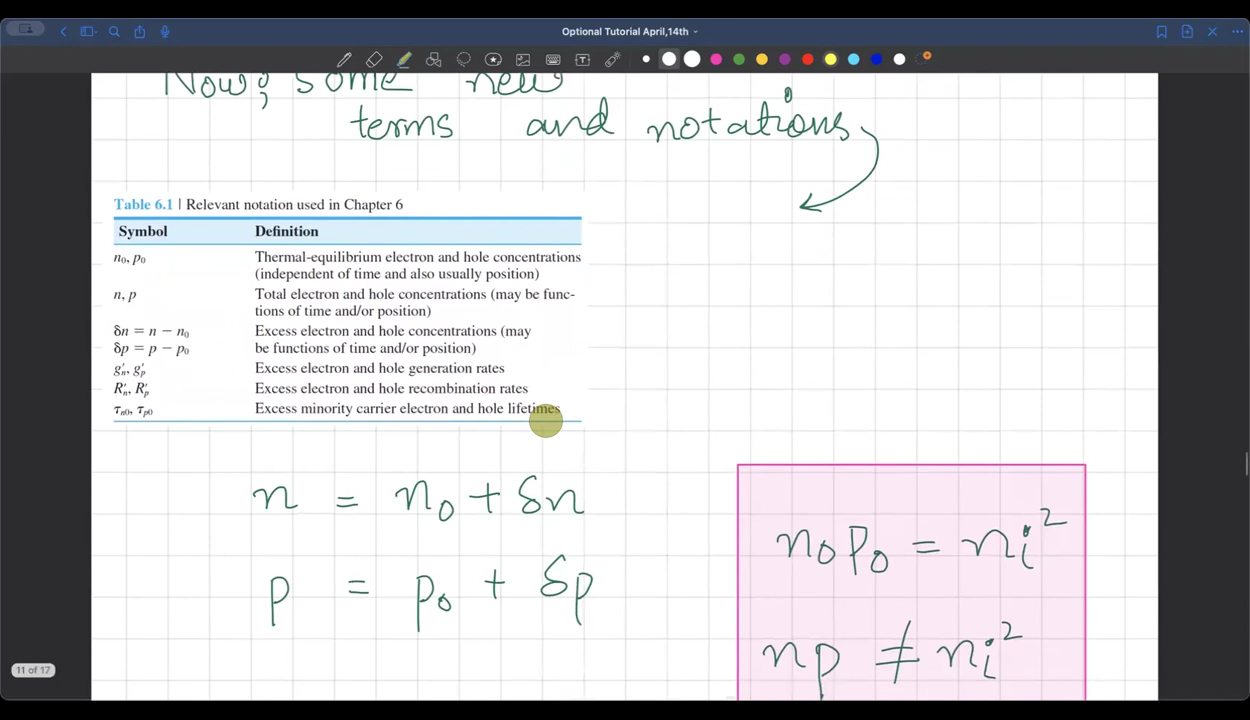 Optional Tutorial April,14th
Now, some new
terms and notations
Table 6.1 | Relevant notation used in Chapter 6
Symbol Definition
n₀, p₀ Thermal-equilibrium electron and hole concentrations
(independent of time and also usually position)
n, p Total electron and hole concentrations (may be func-
tions of time and/or position)
δn = n − n₀ Excess electron and hole concentrations (may
δp = p − p₀ be functions of time and/or position)
g′ₙ, g′ₚ Excess electron and hole generation rates
R′ₙ, R′ₚ Excess electron and hole recombination rates
τₙ₀, τₚ₀ Excess minority carrier electron and hole lifetimes
n = n₀ + δn
p = p₀ + δp
n₀p₀ = nᵢ²
np ≠ nᵢ²
11 of 17